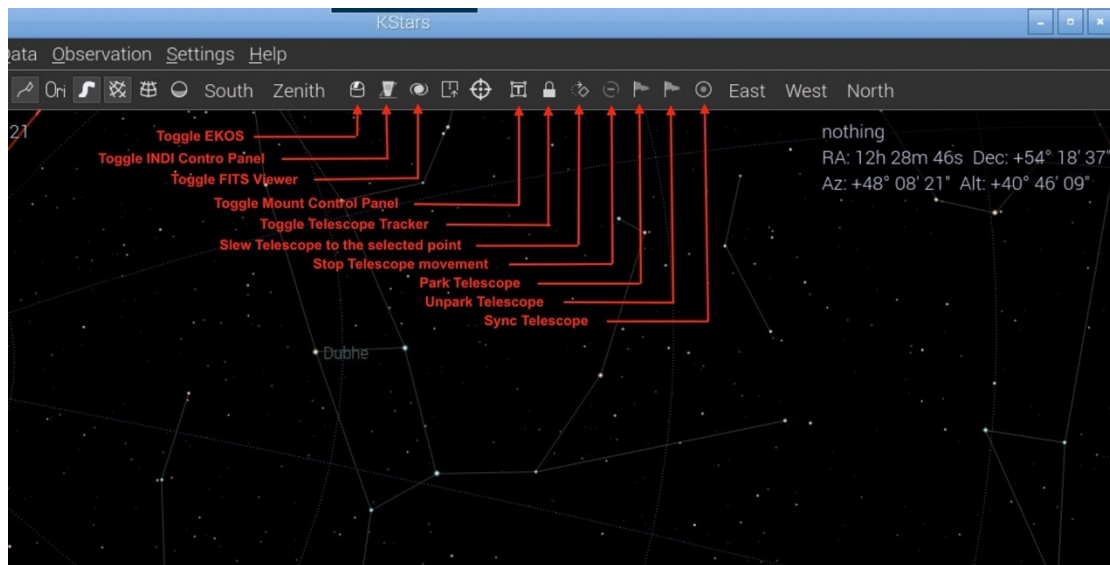 KStars
Data Observation Settings Help
Ori South Zenith East West North
21
nothing
RA: 12h 28m 46s Dec: +54° 18' 37"
Az: +48° 08' 21" Alt: +40° 46' 09"
Toggle EKOS
Toggle INDI Contro Panel
Toggle FITS Viewer
Toggle Mount Control Panel
Toggle Telescope Tracker
Slew Telescope to the selected point
Stop Telescope movement
Park Telescope
Unpark Telescope
Sync Telescope
Dubhe